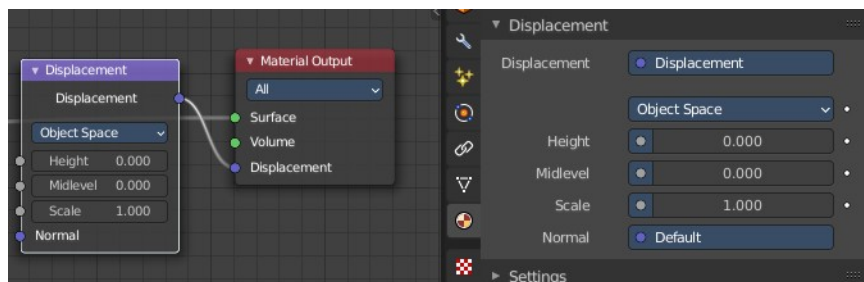 Displacement
Displacement
Object Space
Height 0.000
Midlevel 0.000
Scale 1.000
Normal
Material Output
All
Surface
Volume
Displacement
Displacement
Displacement Displacement
Object Space
Height 0.000
Midlevel 0.000
Scale 1.000
Normal Default
Settings